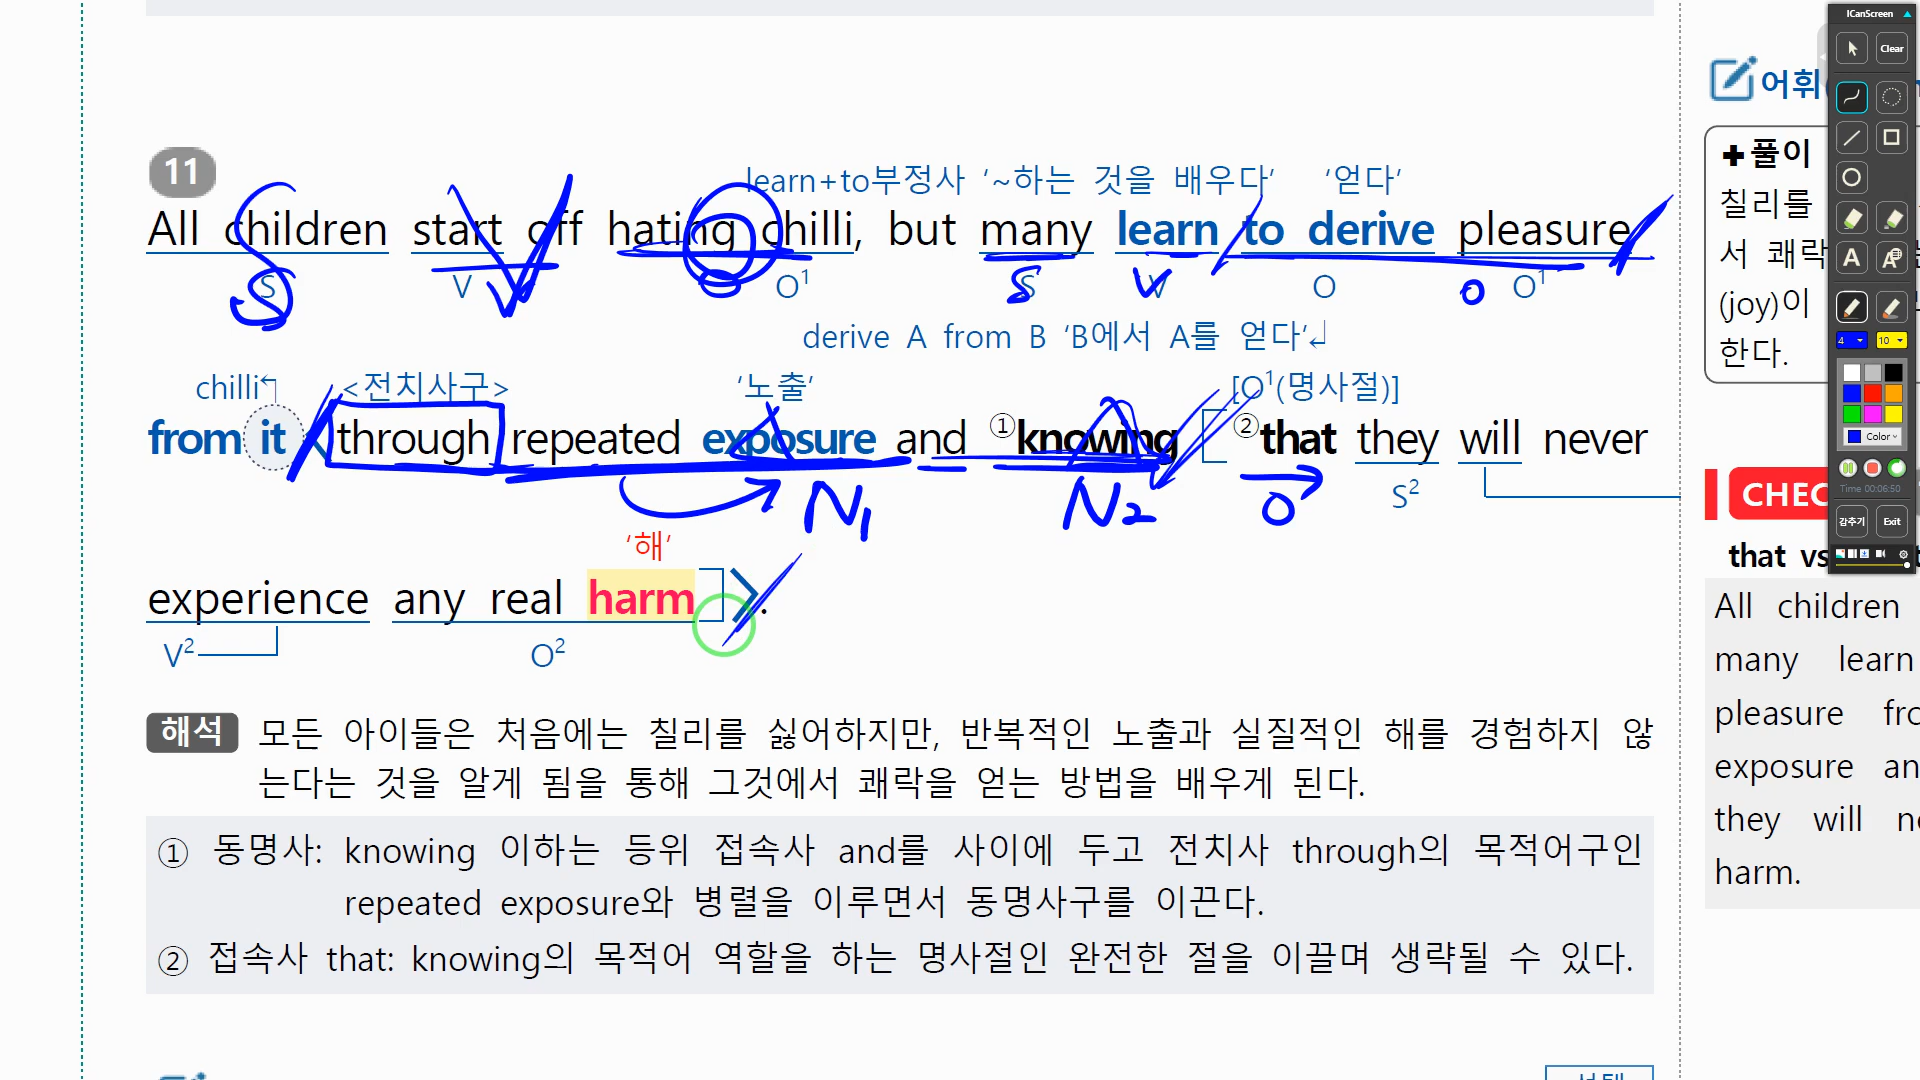 ICanScreen
Clear
어휘
11
learn+to부정사 ‘~하는 것을 배우다’ ‘얻다’
All children start off hating chilli, but many learn to derive pleasure
S V O¹ S V O O¹
S S V O
derive A from B ‘B에서 A를 얻다’
chilli <전치사구> ‘노출’ [O¹(명사절)]
from it through repeated exposure and ①knowing ②that they will never
S²
N1 N2 O
‘해’
experience any real harm.
V² O²
해석 모든 아이들은 처음에는 칠리를 싫어하지만, 반복적인 노출과 실질적인 해를 경험하지 않
는다는 것을 알게 됨을 통해 그것에서 쾌락을 얻는 방법을 배우게 된다.
① 동명사: knowing 이하는 등위 접속사 and를 사이에 두고 전치사 through의 목적어구인
repeated exposure와 병렬을 이루면서 동명사구를 이끈다.
② 접속사 that: knowing의 목적어 역할을 하는 명사절인 완전한 절을 이끌며 생략될 수 있다.
✚풀이
칠리를
서 쾌락
(joy)이
한다.
CHEC
that vs
All children
many learn
pleasure fro
exposure an
they will ne
harm.
A
4 10
Color
Time 00:06:50
감추기 Exit